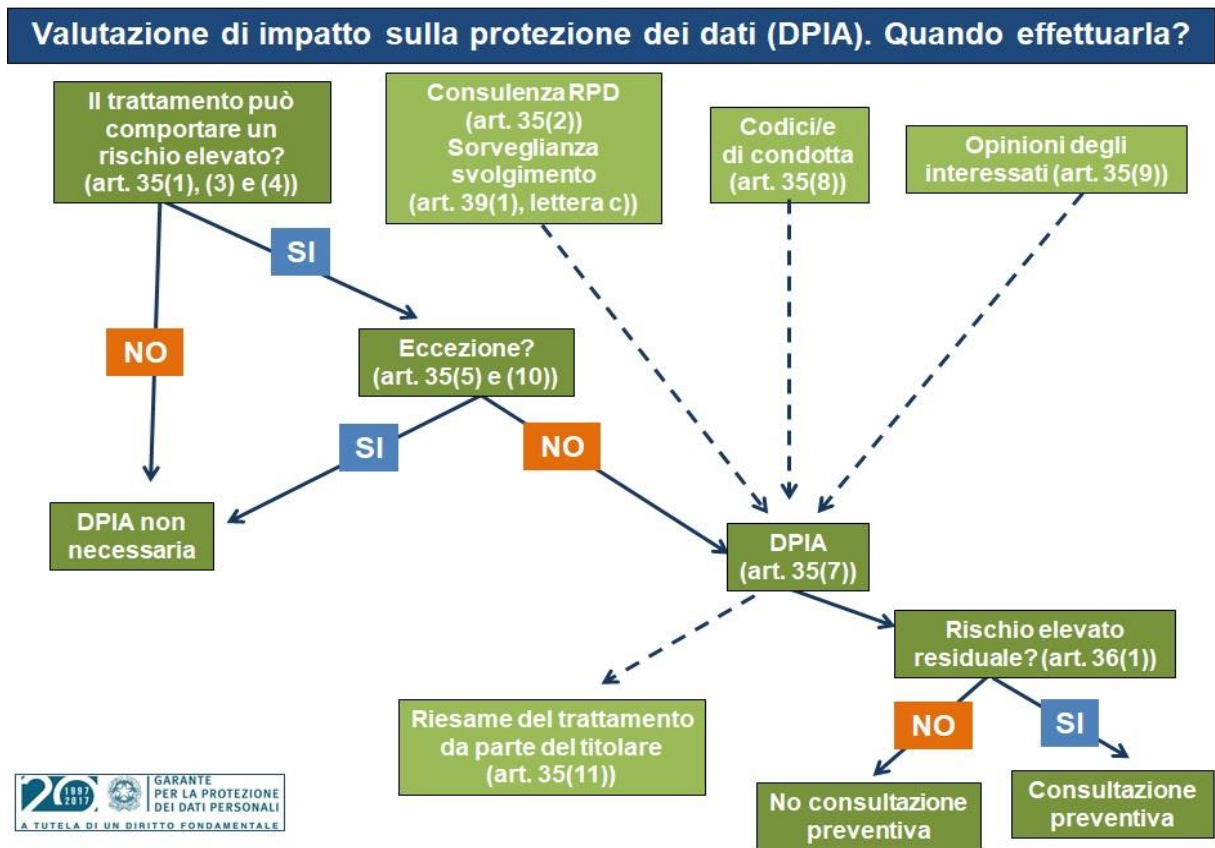 Valutazione di impatto sulla protezione dei dati (DPIA). Quando effettuarla?
Il trattamento può
comportare un
rischio elevato?
(art. 35(1), (3) e (4))
Consulenza RPD
(art. 35(2))
Sorveglianza
svolgimento
(art. 39(1), lettera c))
Codici/e
di condotta
(art. 35(8))
Opinioni degli
interessati (art. 35(9))
SI
NO
Eccezione?
(art. 35(5) e (10))
SI
NO
DPIA non
necessaria
DPIA
(art. 35(7))
Rischio elevato
residuale? (art. 36(1))
Riesame del trattamento
da parte del titolare
(art. 35(11))
NO
SI
No consultazione
preventiva
Consultazione
preventiva
20
1997
2017
GARANTE
PER LA PROTEZIONE
DEI DATI PERSONALI
A TUTELA DI UN DIRITTO FONDAMENTALE